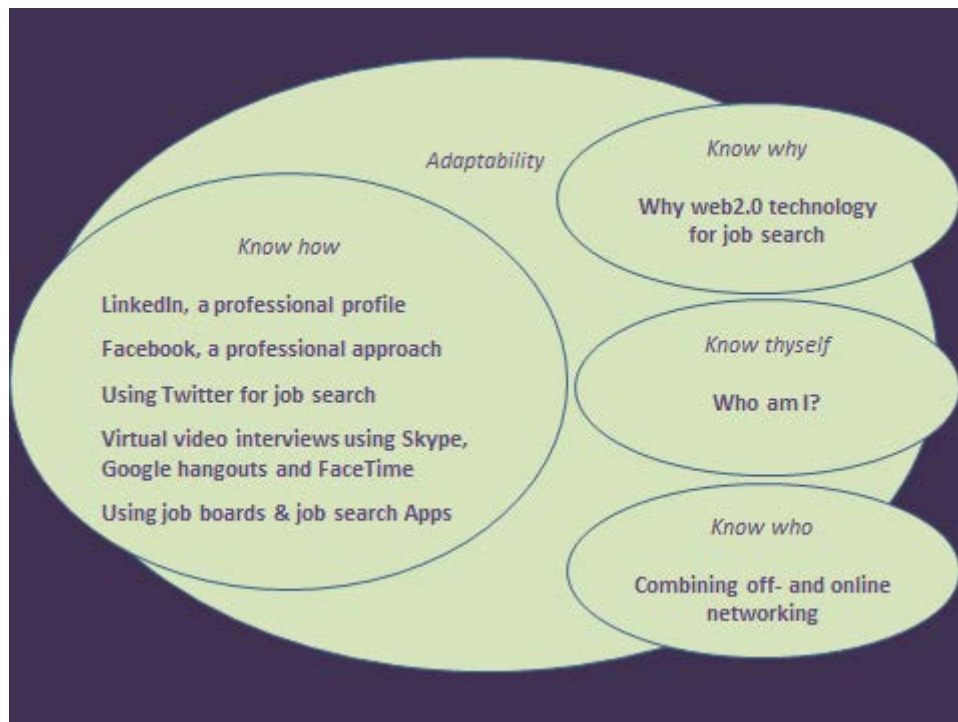 Adaptability
Know how
LinkedIn, a professional profile
Facebook, a professional approach
Using Twitter for job search
Virtual video interviews using Skype,
Google hangouts and FaceTime
Using job boards & job search Apps
Know why
Why web2.0 technology
for job search
Know thyself
Who am I?
Know who
Combining off- and online
networking